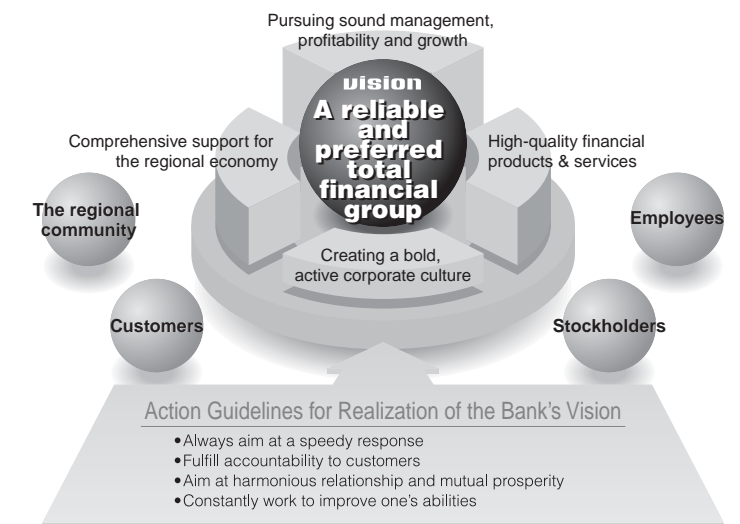 Pursuing sound management,
profitability and growth
vision
A reliable
and
preferred
total
financial
group
Comprehensive support for
the regional economy
High-quality financial
products & services
The regional
community
Employees
Creating a bold,
active corporate culture
Customers
Stockholders
Action Guidelines for Realization of the Bank's Vision
•Always aim at a speedy response
•Fulfill accountability to customers
•Aim at harmonious relationship and mutual prosperity
•Constantly work to improve one's abilities